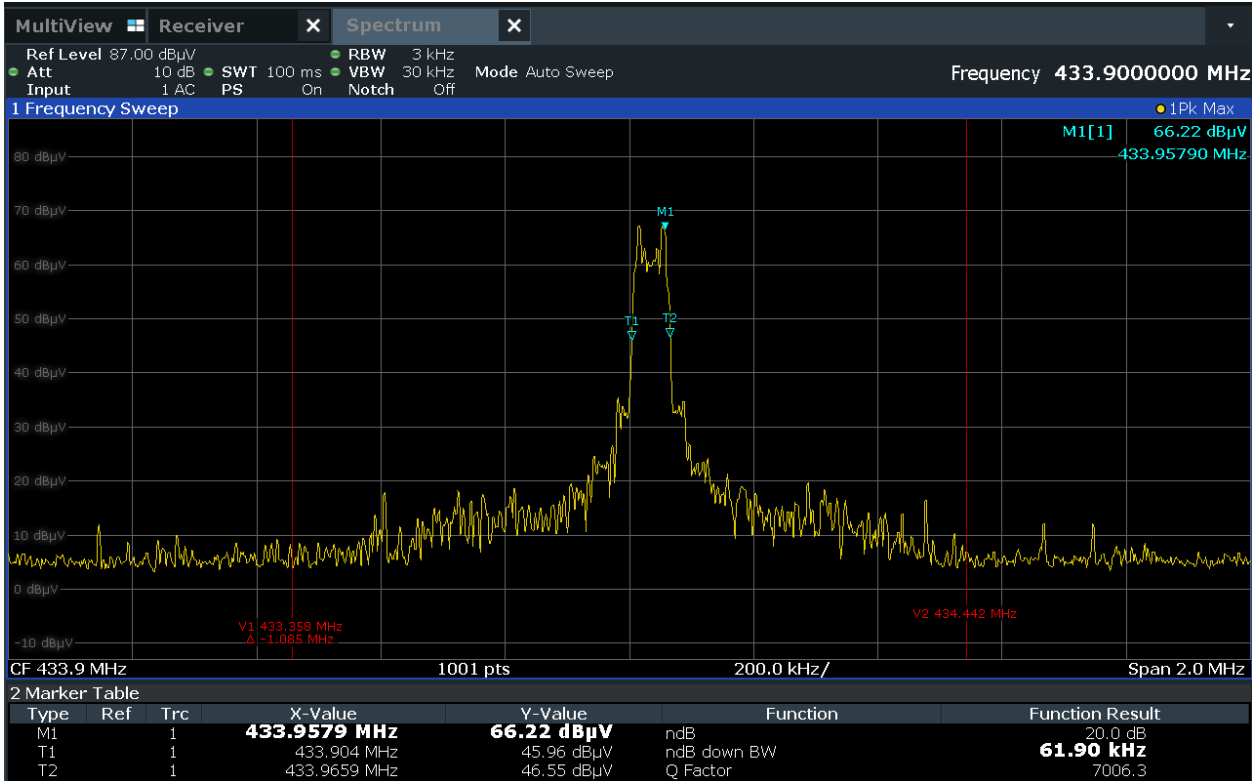 MultiView Receiver X Spectrum X
Ref Level 87.00 dBµV RBW 3 kHz
Att 10 dB SWT 100 ms VBW 30 kHz Mode Auto Sweep Frequency 433.9000000 MHz
Input 1 AC PS On Notch Off
1 Frequency Sweep 1Pk Max
M1[1] 66.22 dBµV
433.95790 MHz
80 dBµV
70 dBµV
M1
60 dBµV
50 dBµV
T1 T2
40 dBµV
30 dBµV
20 dBµV
10 dBµV
0 dBµV
V2 434.442 MHz
V1 433.358 MHz
Δ -1.085 MHz
-10 dBµV
CF 433.9 MHz 1001 pts 200.0 kHz/ Span 2.0 MHz
2 Marker Table
Type Ref Trc X-Value Y-Value Function Function Result
M1 1 433.9579 MHz 66.22 dBµV ndB 20.0 dB
T1 1 433.904 MHz 45.96 dBµV ndB down BW 61.90 kHz
T2 1 433.9659 MHz 46.55 dBµV Q Factor 7006.3